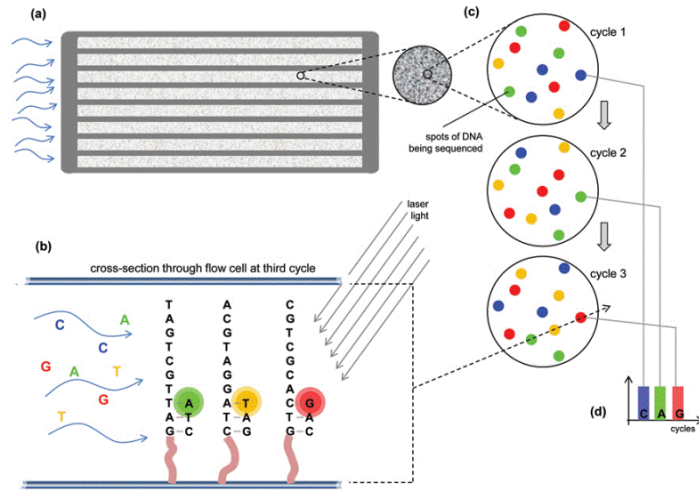 (a)
(c)
cycle 1
spots of DNA
being sequenced
cycle 2
laser
light
(b)
cross-section through flow cell at third cycle
cycle 3
C
A
C
G
A
T
G
T
T
A
G
T
C
G
T
T
A
G
A
T
C
A
C
G
T
A
G
G
A
T
C
T
A
G
C
G
T
C
G
C
A
C
T
G
G
A
C
(d)
C A G
cycles